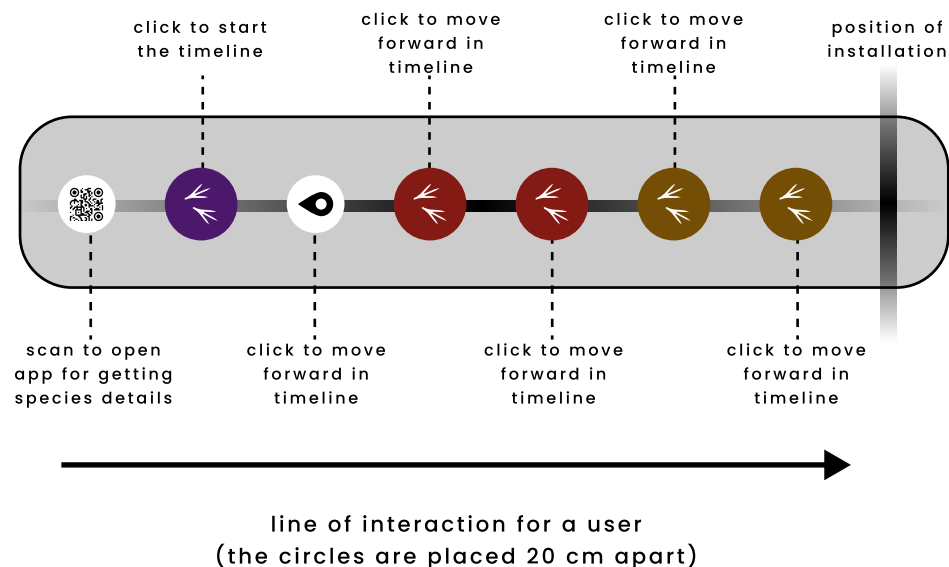 click to start
the timeline
click to move
forward in
timeline
click to move
forward in
timeline
position of
installation
scan to open
app for getting
species details
click to move
forward in
timeline
click to move
forward in
timeline
click to move
forward in
timeline
line of interaction for a user
(the circles are placed 20 cm apart)